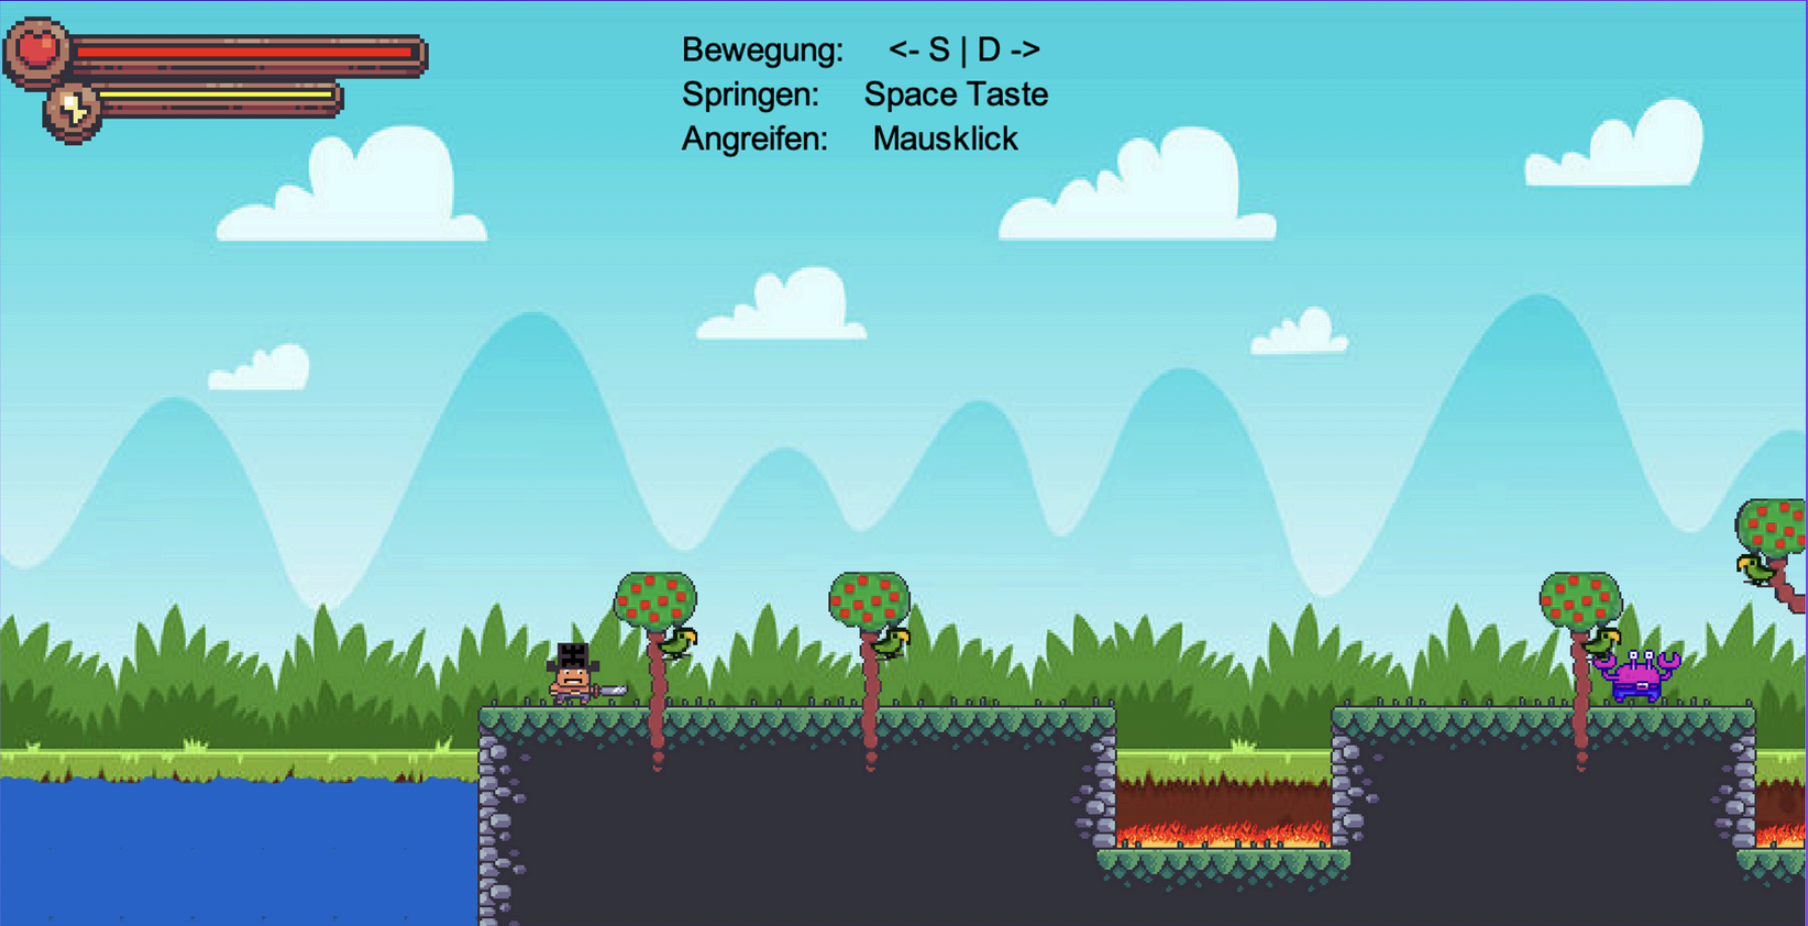 Bewegung: <- S | D ->
Springen: Space Taste
Angreifen: Mausklick